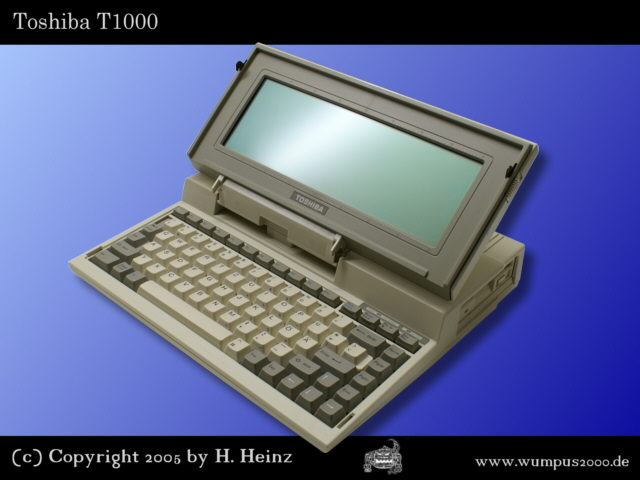 Toshiba T1000
TOSHIBA
(c) Copyright 2005 by H. Heinz
www.wumpus2000.de